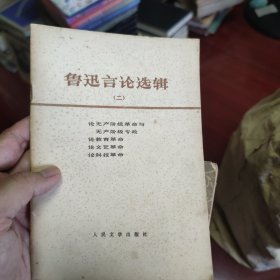 鲁迅言论选辑
(二)
论无产阶级革命与
无产阶级专政
论教育革命
论文艺革命
论科技革命
人民文学出版社